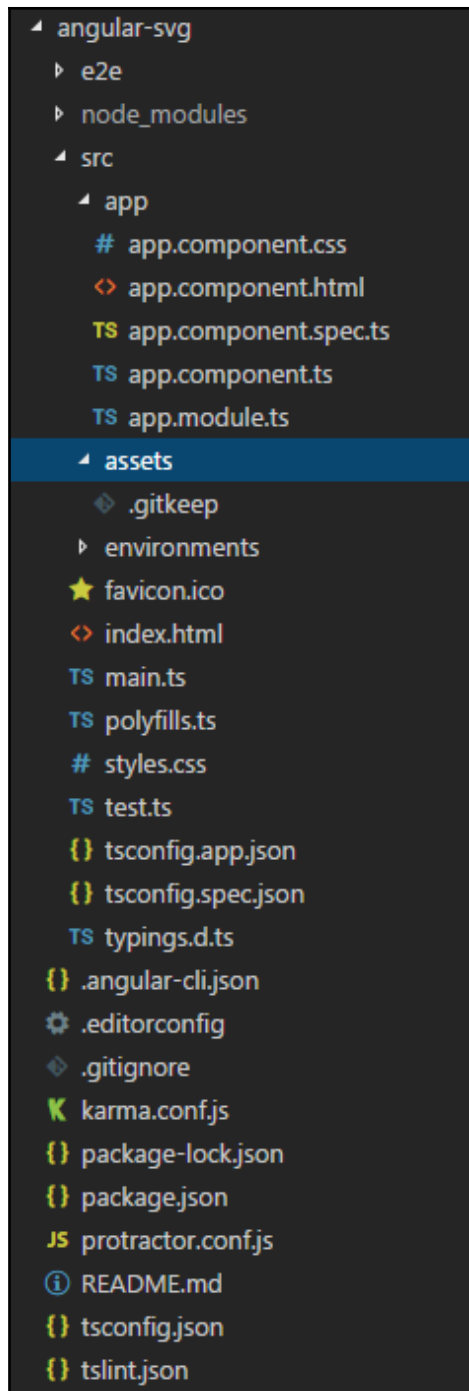 angular-svg
e2e
node_modules
src
app
# app.component.css
<> app.component.html
TS app.component.spec.ts
TS app.component.ts
TS app.module.ts
assets
.gitkeep
environments
favicon.ico
<> index.html
TS main.ts
TS polyfills.ts
# styles.css
TS test.ts
{} tsconfig.app.json
{} tsconfig.spec.json
TS typings.d.ts
{} .angular-cli.json
.editorconfig
.gitignore
K karma.conf.js
{} package-lock.json
{} package.json
JS protractor.conf.js
README.md
{} tsconfig.json
{} tslint.json